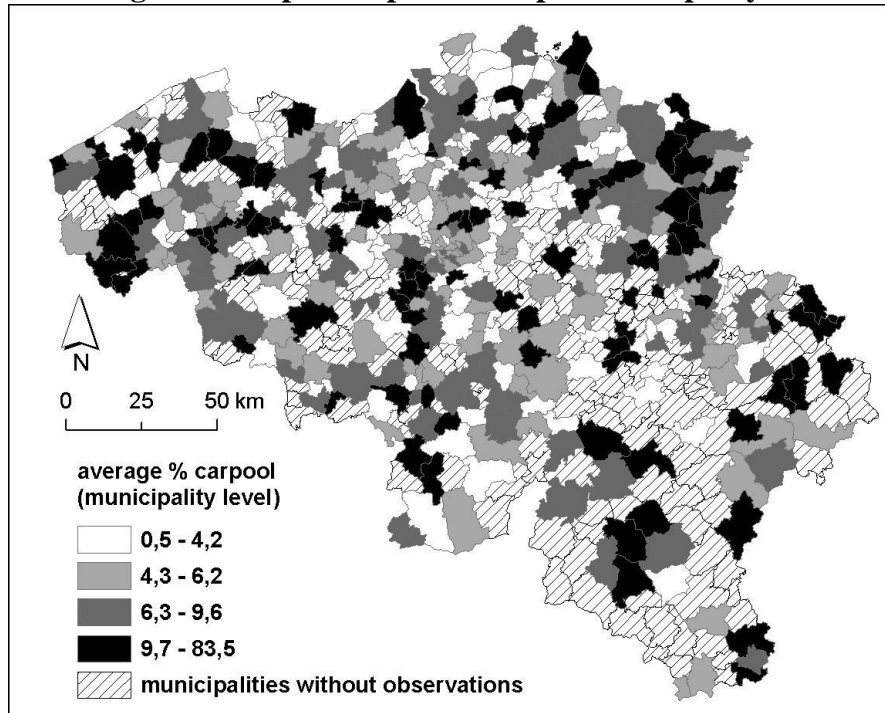 N
0 25 50 km
average % carpool
(municipality level)
0,5 - 4,2
4,3 - 6,2
6,3 - 9,6
9,7 - 83,5
municipalities without observations